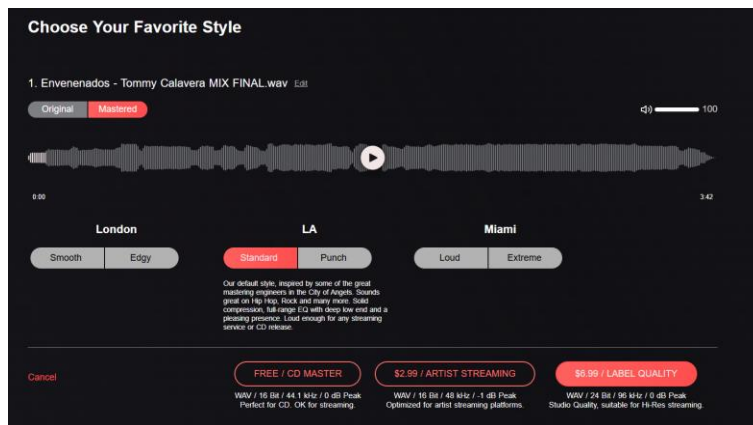 Choose Your Favorite Style
1. Envenenados - Tommy Calavera MIX FINAL.wav Edit
Original Mastered 100
0:00 3:42
London LA Miami
Smooth Edgy Standard Punch Loud Extreme
Our default style, inspired by some of the great
mastering engineers in the City of Angels. Sounds
great on Hip Hop, Rock and many more. Solid
compression, full-range EQ with deep low end and a
pleasing presence. Loud enough for any streaming
service or CD release.
Cancel FREE / CD MASTER $2.99 / ARTIST STREAMING $6.99 / LABEL QUALITY
WAV / 16 Bit / 44.1 kHz / 0 dB Peak WAV / 16 Bit / 48 kHz / -1 dB Peak WAV / 24 Bit / 96 kHz / 0 dB Peak
Perfect for CD. OK for streaming. Optimized for artist streaming platforms. Studio Quality, suitable for Hi-Res streaming.